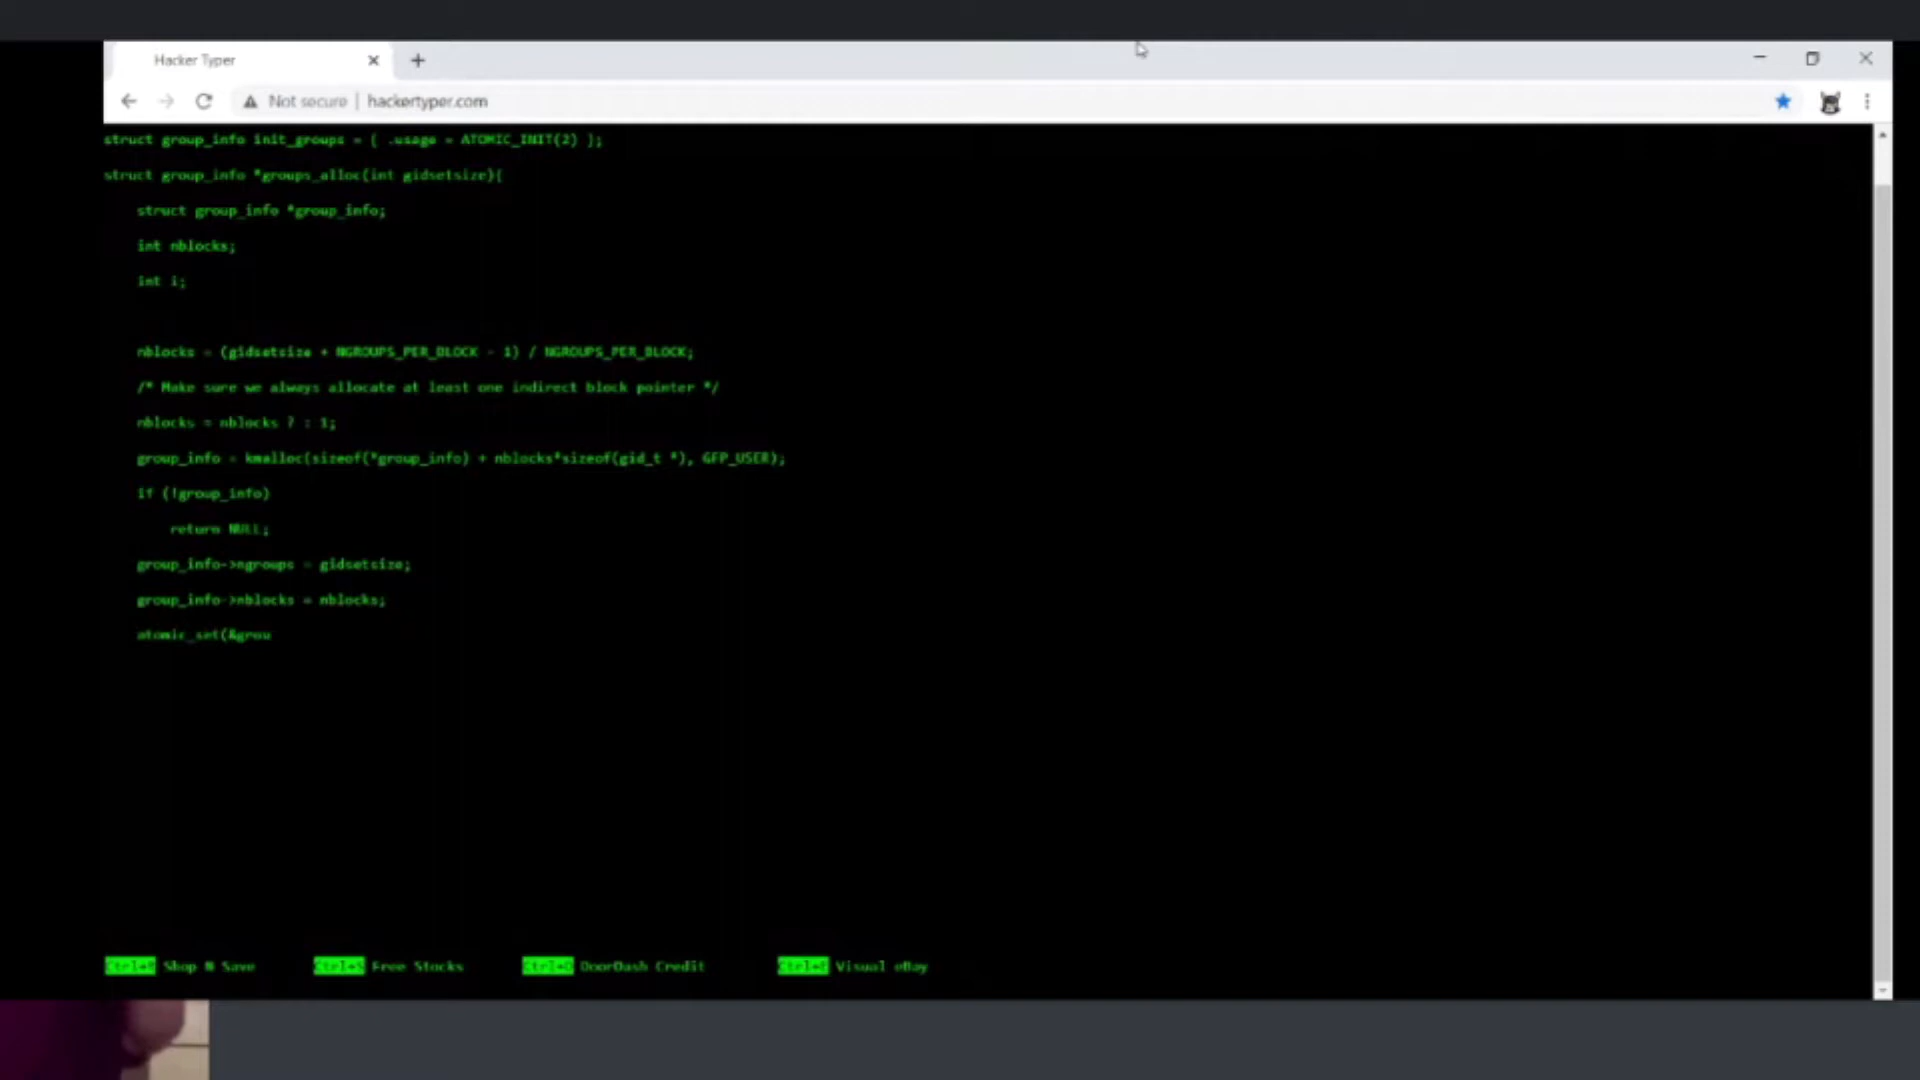 Hacker Typer
Not secure | hackertyper.com
struct group_info init_groups = { .usage = ATOMIC_INIT(2) };
struct group_info *groups_alloc(int gidsetsize){
struct group_info *group_info;
int nblocks;
int i;
nblocks = (gidsetsize + NGROUPS_PER_BLOCK - 1) / NGROUPS_PER_BLOCK;
/* Make sure we always allocate at least one indirect block pointer */
nblocks = nblocks ? : 1;
group_info = kmalloc(sizeof(*group_info) + nblocks*sizeof(gid_t *), GFP_USER);
if (!group_info)
return NULL;
group_info->ngroups = gidsetsize;
group_info->nblocks = nblocks;
atomic_set(&grou
Shop N Save Ctrl+S Free Stocks Ctrl+D DoorDash Credit Ctrl+E Visual eBay